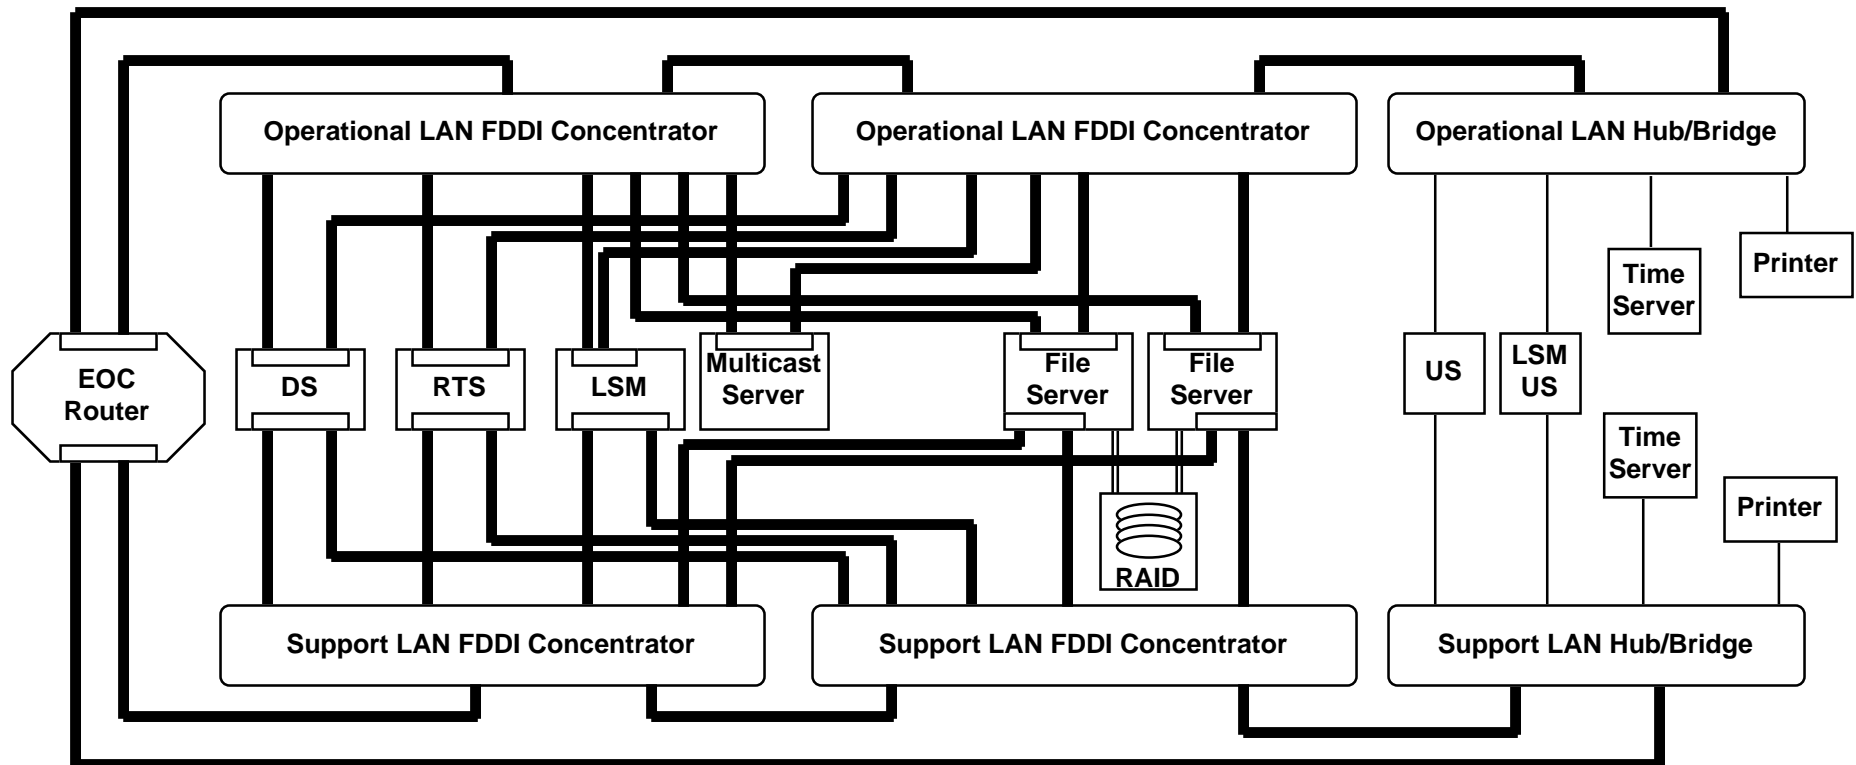 Operational LAN FDDI Concentrator
Operational LAN FDDI Concentrator
Operational LAN Hub/Bridge
Time
Server
Printer
EOC
Router
DS
RTS
LSM
Multicast
Server
File
Server
File
Server
US
LSM
US
Time
Server
Printer
RAID
Support LAN FDDI Concentrator
Support LAN FDDI Concentrator
Support LAN Hub/Bridge